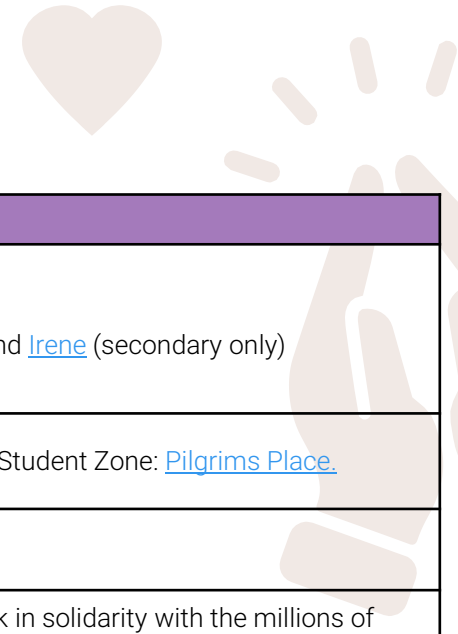 nd Irene (secondary only)
Student Zone: Pilgrims Place.
k in solidarity with the millions of